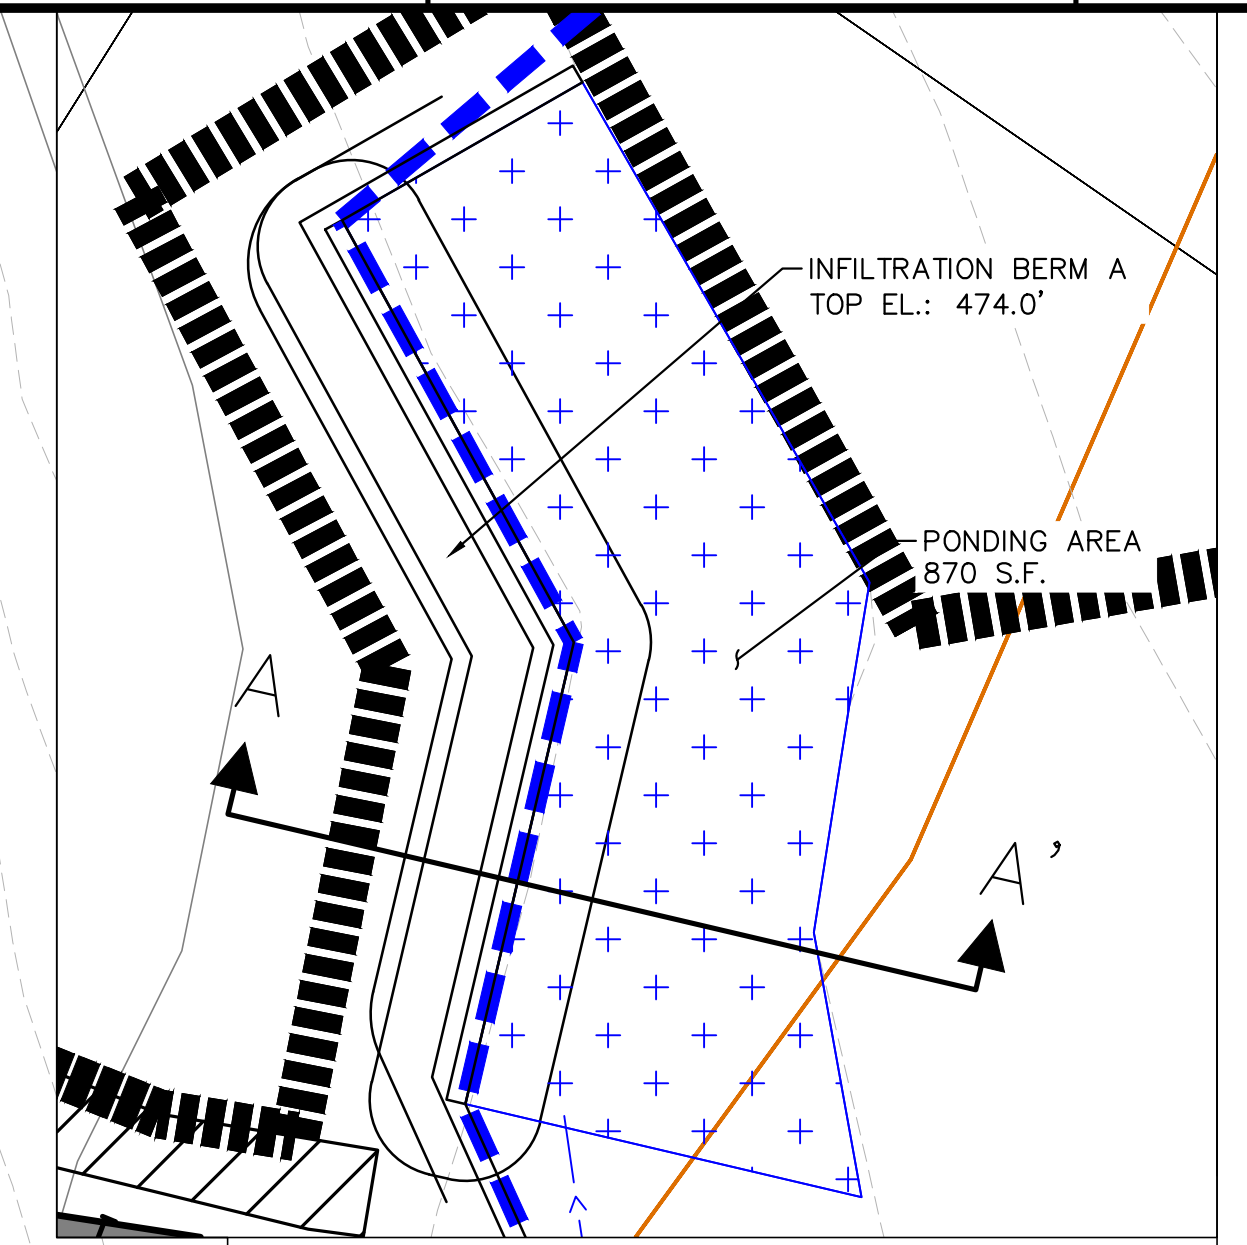 INFILTRATION BERM A
TOP EL.: 474.0'
PONDING AREA
870 S.F.
A
A'